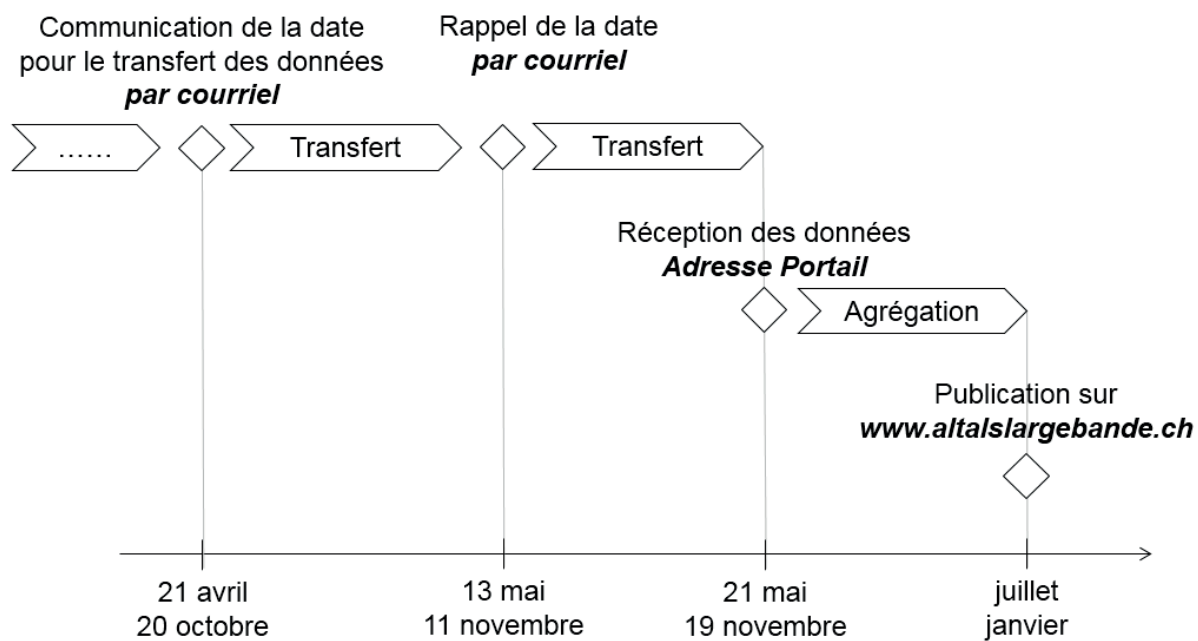 Communication de la date
pour le transfert des données
par courriel
Rappel de la date
par courriel
......
Transfert
Transfert
Réception des données
Adresse Portail
Agrégation
Publication sur
www.altalslargebande.ch
21 avril
20 octobre
13 mai
11 novembre
21 mai
19 novembre
juillet
janvier